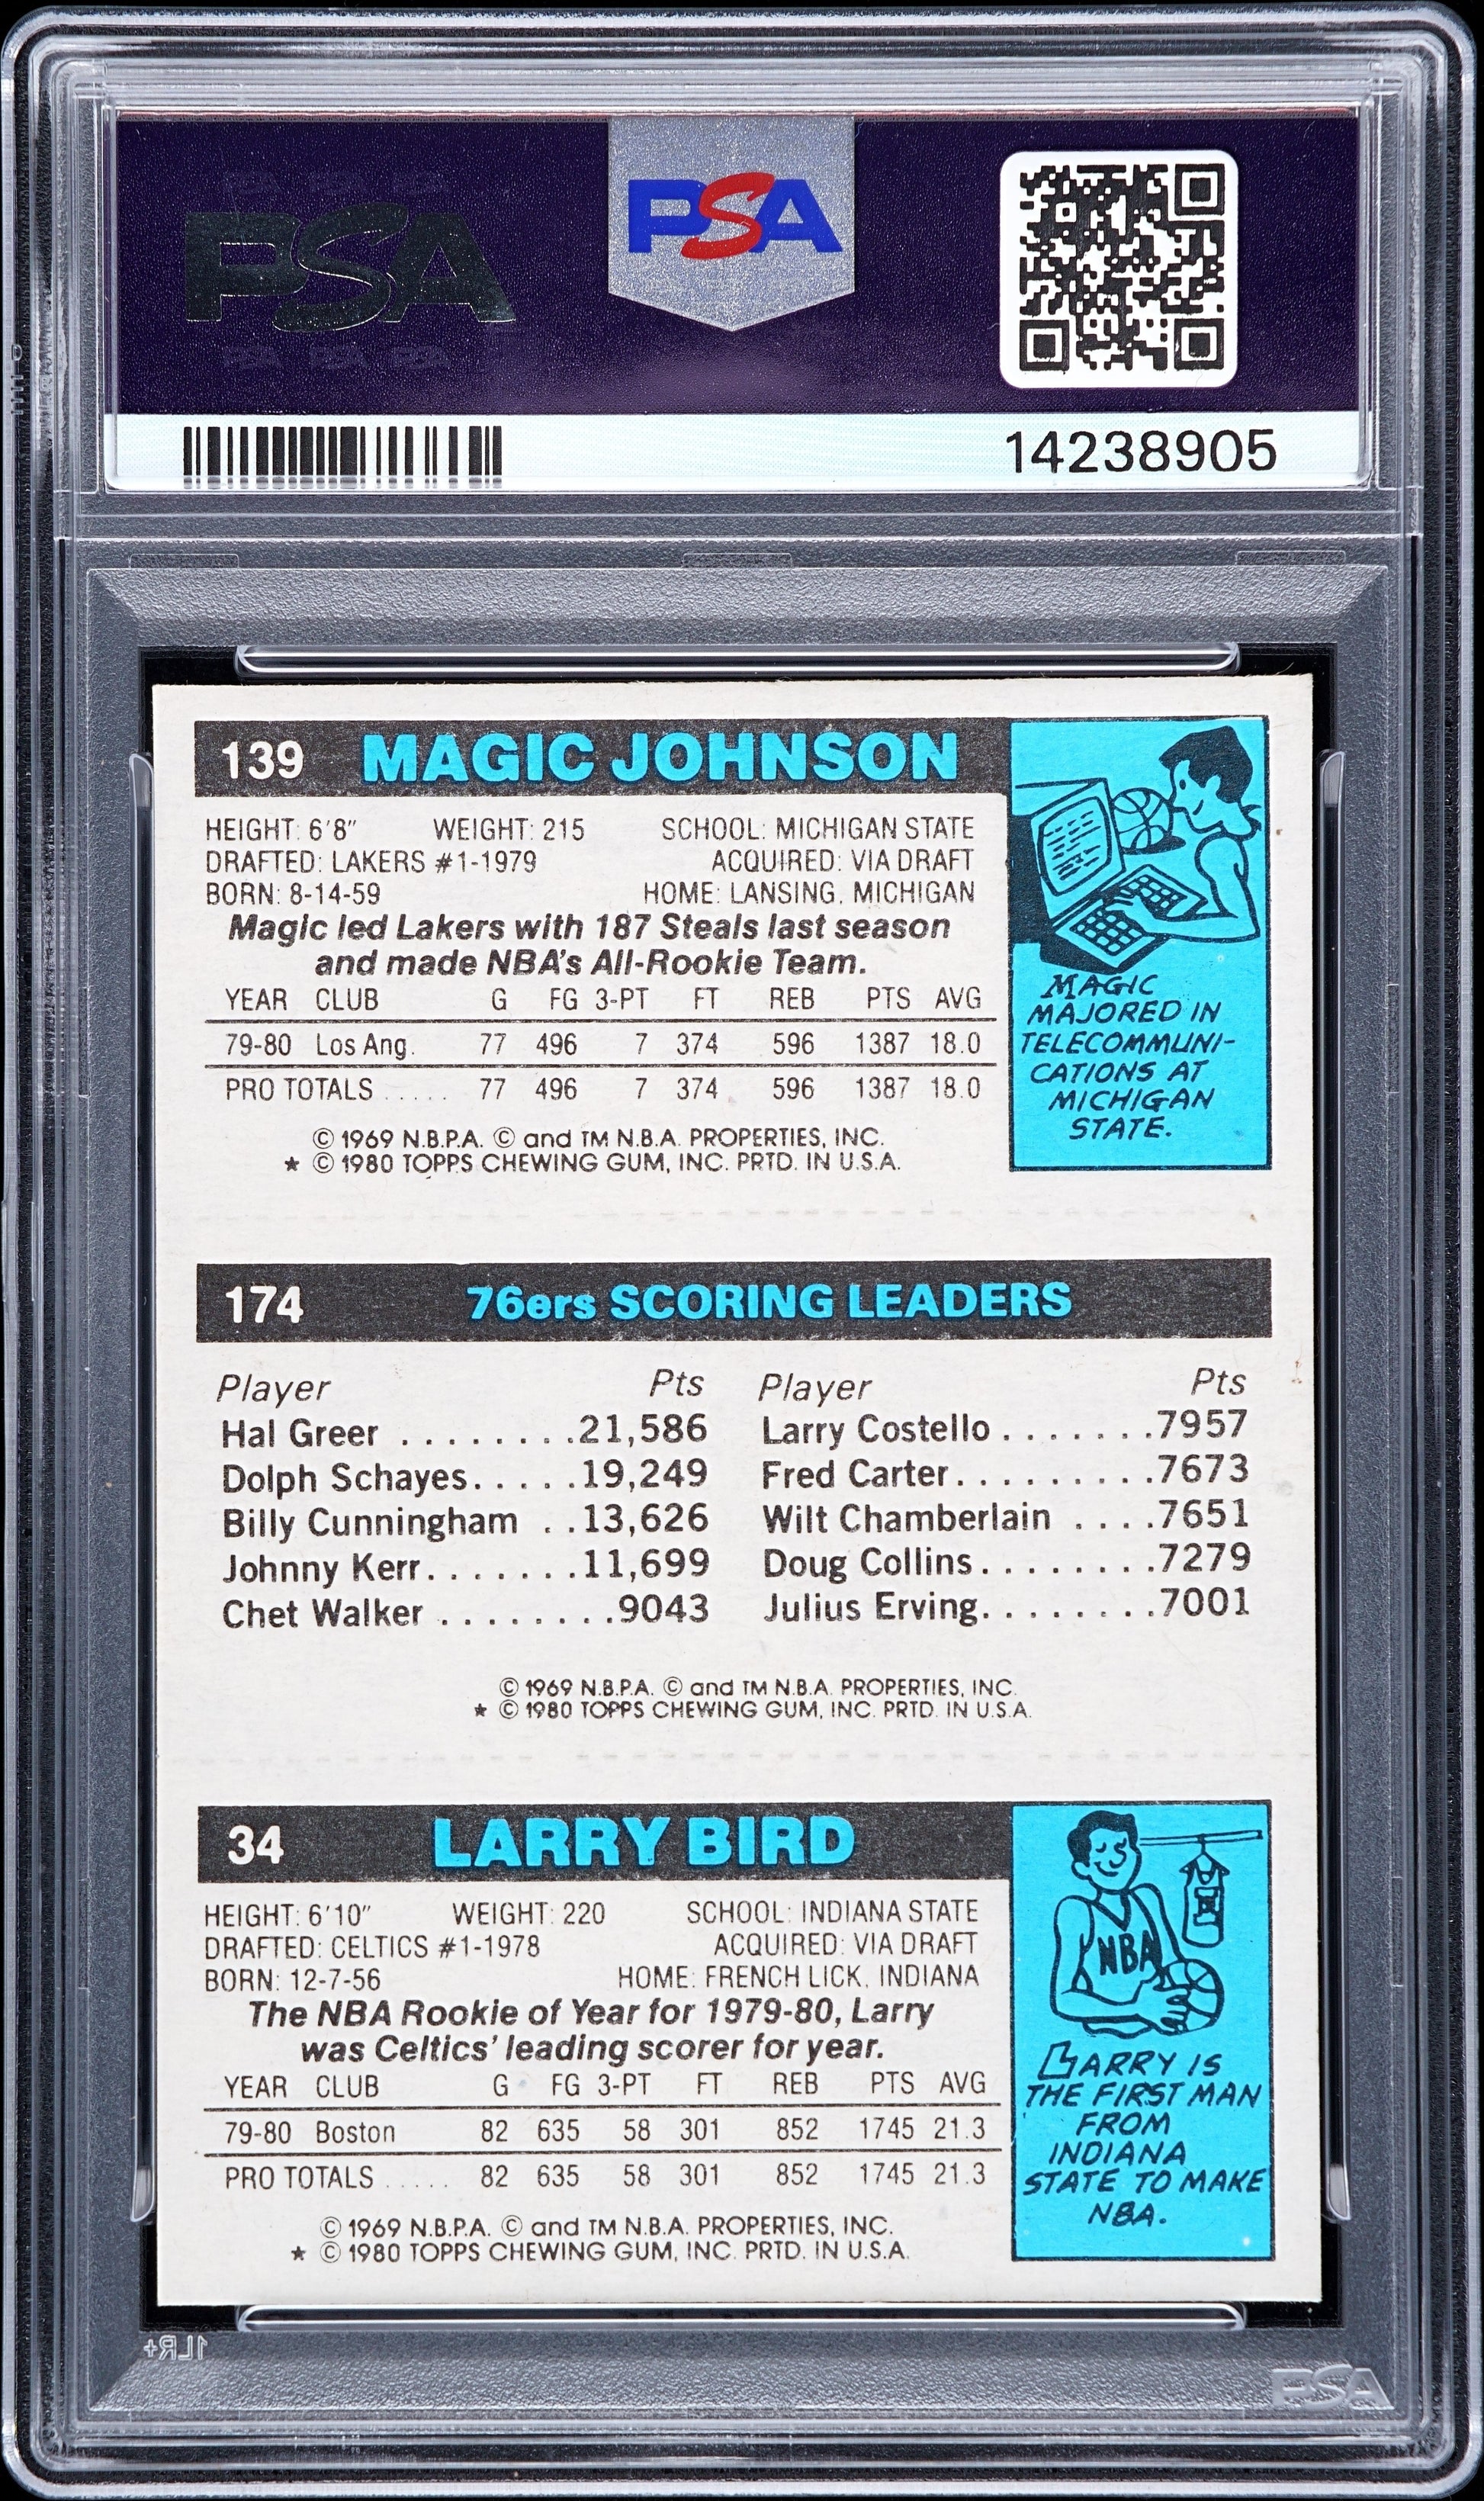 PSA
PSA
14238905
139 MAGIC JOHNSON
HEIGHT: 6'8" WEIGHT: 215 SCHOOL: MICHIGAN STATE
DRAFTED: LAKERS #1-1979 ACQUIRED: VIA DRAFT
BORN: 8-14-59 HOME: LANSING, MICHIGAN
Magic led Lakers with 187 Steals last season
and made NBA's All-Rookie Team.
YEAR CLUB G FG 3-PT FT REB PTS AVG
79-80 Los Ang. 77 496 7 374 596 1387 18.0
PRO TOTALS ..... 77 496 7 374 596 1387 18.0
© 1969 N.B.P.A. © and TM N.B.A. PROPERTIES, INC.
★ © 1980 TOPPS CHEWING GUM, INC. PRTD. IN U.S.A.
MAGIC
MAJORED IN
TELECOMMUNI-
CATIONS AT
MICHIGAN
STATE.
174 76ers SCORING LEADERS
Player Pts Player Pts
Hal Greer ........21,586 Larry Costello .......7957
Dolph Schayes.....19,249 Fred Carter.........7673
Billy Cunningham ..13,626 Wilt Chamberlain ....7651
Johnny Kerr.......11,699 Doug Collins........7279
Chet Walker ........9043 Julius Erving........7001
© 1969 N.B.P.A. © and TM N.B.A. PROPERTIES, INC.
★ © 1980 TOPPS CHEWING GUM, INC. PRTD. IN U.S.A.
34 LARRY BIRD
HEIGHT: 6'10" WEIGHT: 220 SCHOOL: INDIANA STATE
DRAFTED: CELTICS #1-1978 ACQUIRED: VIA DRAFT
BORN: 12-7-56 HOME: FRENCH LICK, INDIANA
The NBA Rookie of Year for 1979-80, Larry
was Celtics' leading scorer for year.
YEAR CLUB G FG 3-PT FT REB PTS AVG
79-80 Boston 82 635 58 301 852 1745 21.3
PRO TOTALS ..... 82 635 58 301 852 1745 21.3
© 1969 N.B.P.A. © and TM N.B.A. PROPERTIES, INC.
★ © 1980 TOPPS CHEWING GUM, INC. PRTD. IN U.S.A.
NBA
LARRY IS
THE FIRST MAN
FROM
INDIANA
STATE TO MAKE
NBA.
1LR+
PSA